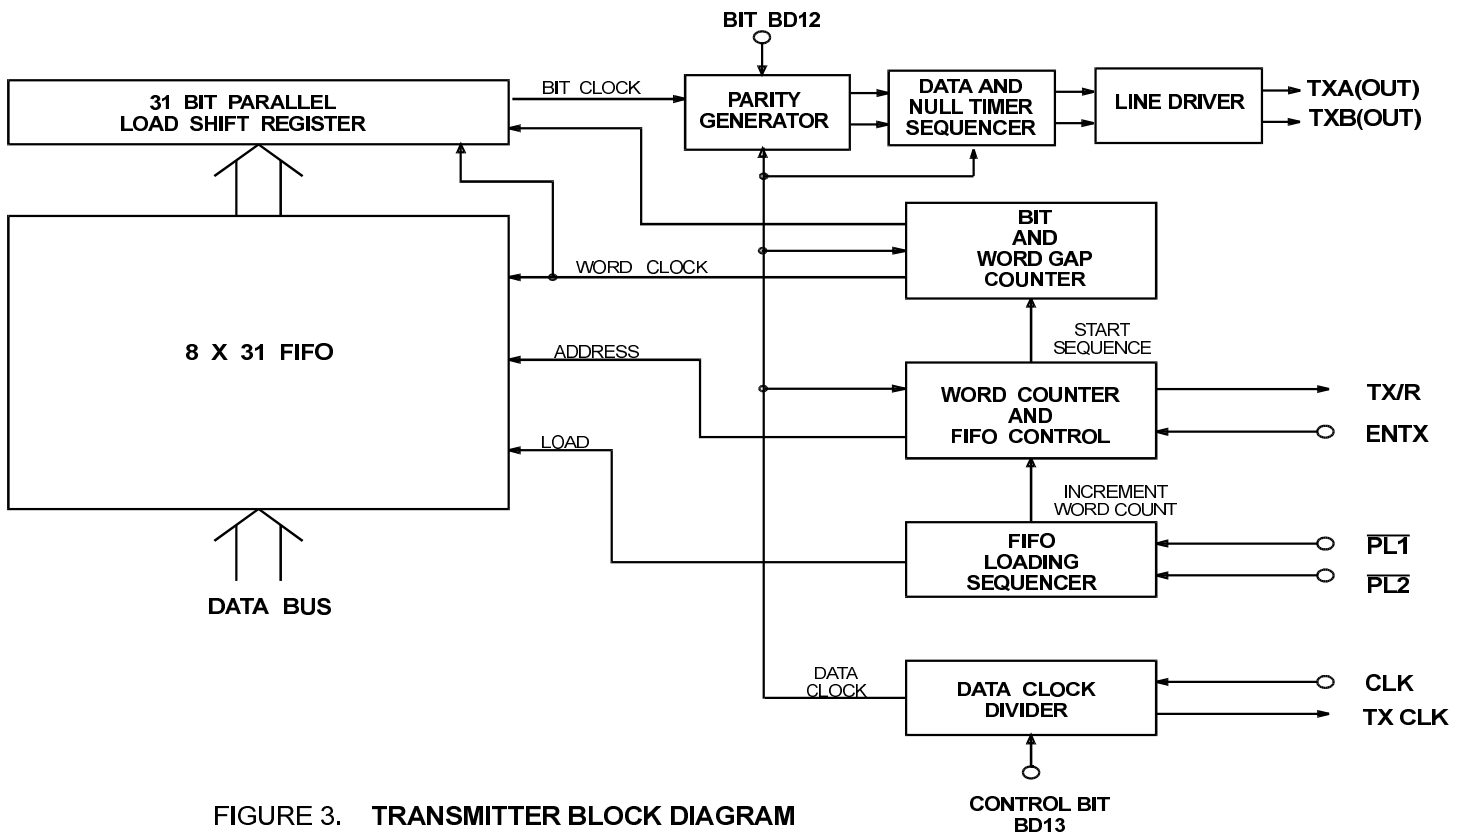 BIT BD12
31 BIT PARALLEL
LOAD SHIFT REGISTER
BIT CLOCK
PARITY
GENERATOR
DATA AND
NULL TIMER
SEQUENCER
LINE DRIVER
TXA(OUT)
TXB(OUT)
BIT
AND
WORD GAP
COUNTER
WORD CLOCK
8 X 31 FIFO
START
SEQUENCE
ADDRESS
WORD COUNTER
AND
FIFO CONTROL
TX/R
ENTX
LOAD
INCREMENT
WORD COUNT
FIFO
LOADING
SEQUENCER
PL1
PL2
DATA BUS
DATA
CLOCK
DATA CLOCK
DIVIDER
CLK
TX CLK
CONTROL BIT
BD13
FIGURE 3. TRANSMITTER BLOCK DIAGRAM